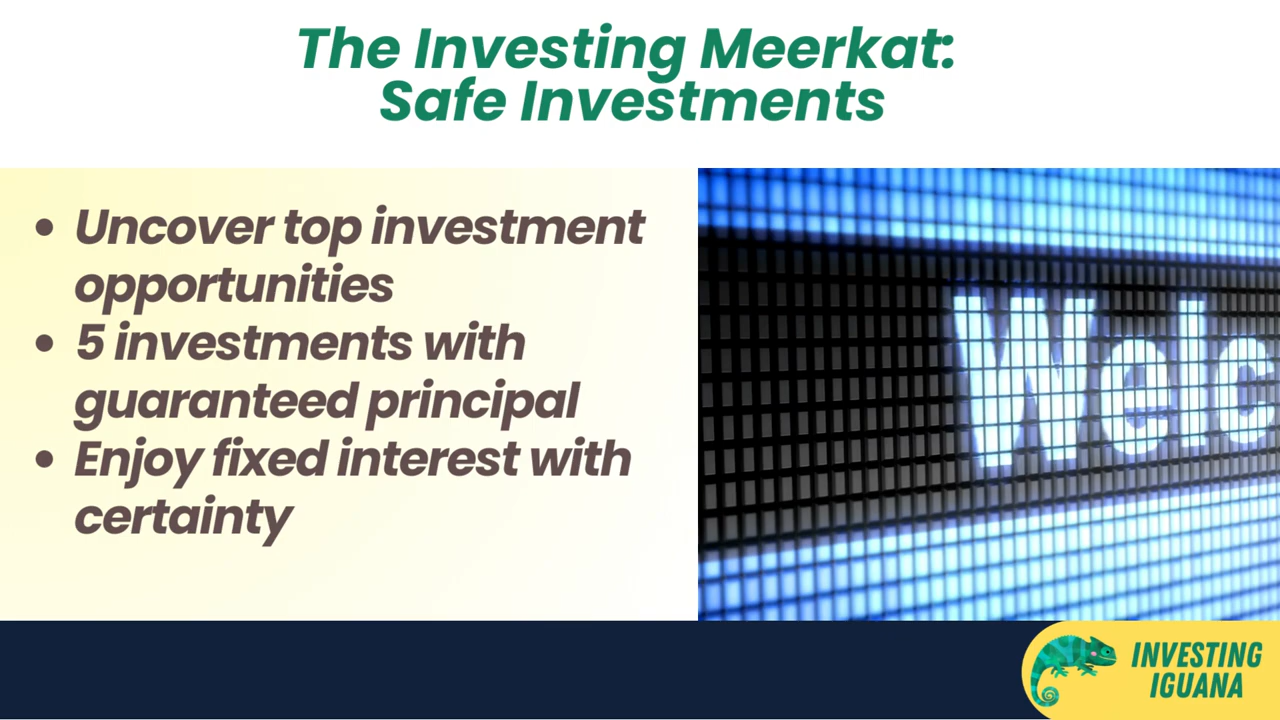 The Investing Meerkat:
Safe Investments
• Uncover top investment
opportunities
• 5 investments with
guaranteed principal
• Enjoy fixed interest with
certainty
Welc
INVESTING
IGUANA